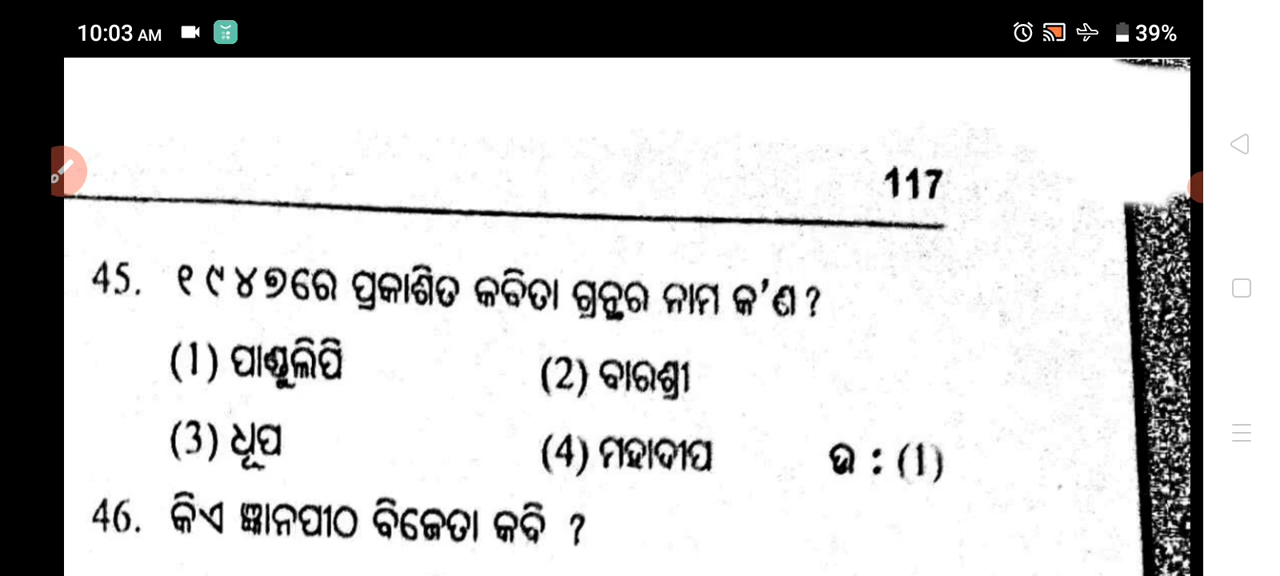 10:03 AM
39%
117
45. ୧୯୪୭ରେ ପ୍ରକାଶିତ କବିତା ଗ୍ରନ୍ଥର ନାମ କ'ଣ ?
(1) ପାଣ୍ଡୁଲିପି (2) ବାରଶ୍ରୀ
(3) ଧୂପ (4) ମହାଦୀପ ଉ : (1)
46. କିଏ ଜ୍ଞାନପୀଠ ବିଜେତା କବି ?